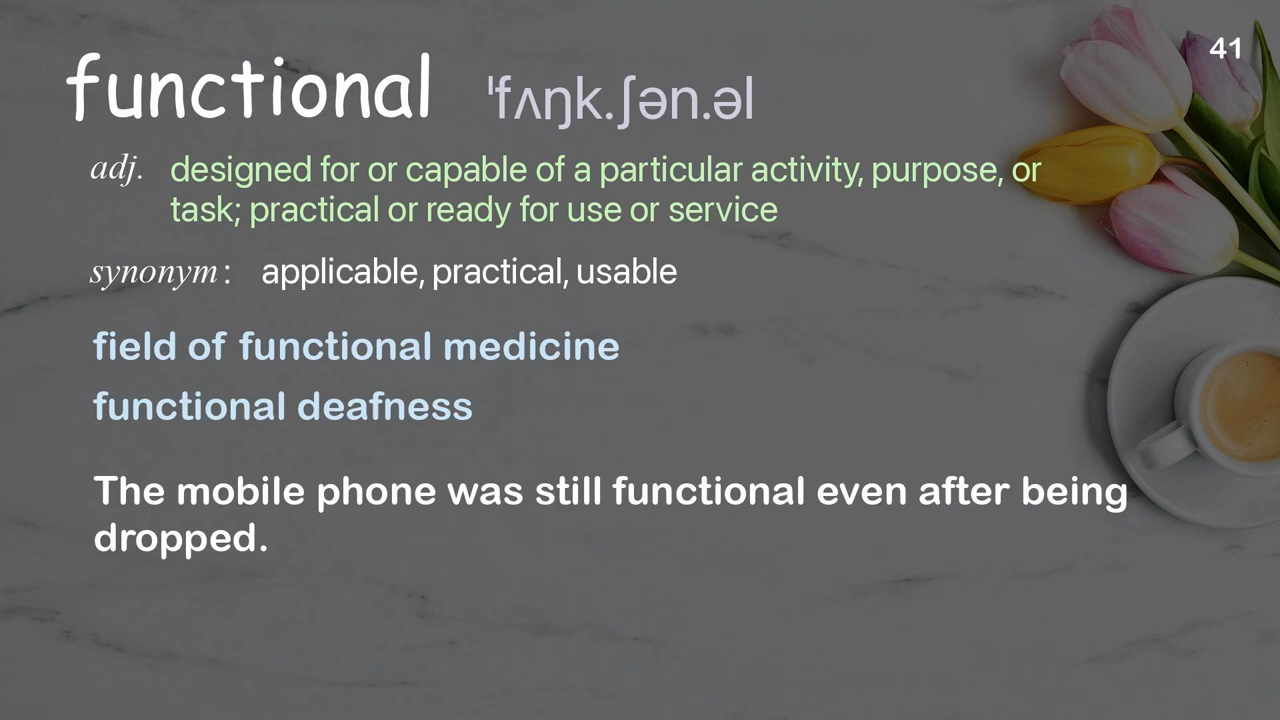 41
functional ˈfʌŋk.ʃən.əl
adj. designed for or capable of a particular activity, purpose, or
task; practical or ready for use or service
synonym: applicable, practical, usable
field of functional medicine
functional deafness
The mobile phone was still functional even after being
dropped.